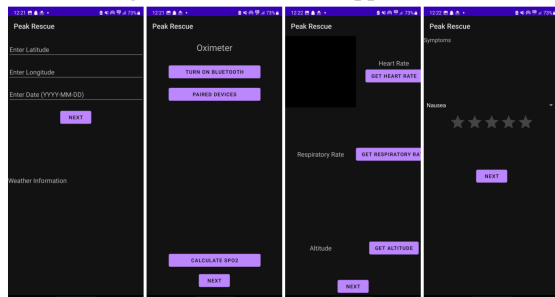 12:21
73%
Peak Rescue
Enter Latitude
Enter Longitude
Enter Date (YYYY-MM-DD)
NEXT
Weather Information
12:21
73%
Peak Rescue
Oximeter
TURN ON BLUETOOTH
PAIRED DEVICES
CALCULATE SPO2
NEXT
12:22
73%
Peak Rescue
Heart Rate
GET HEART RATE
Respiratory Rate
GET RESPIRATORY RA
Altitude
GET ALTITUDE
NEXT
12:22
73%
Peak Rescue
Symptoms
Nausea
NEXT